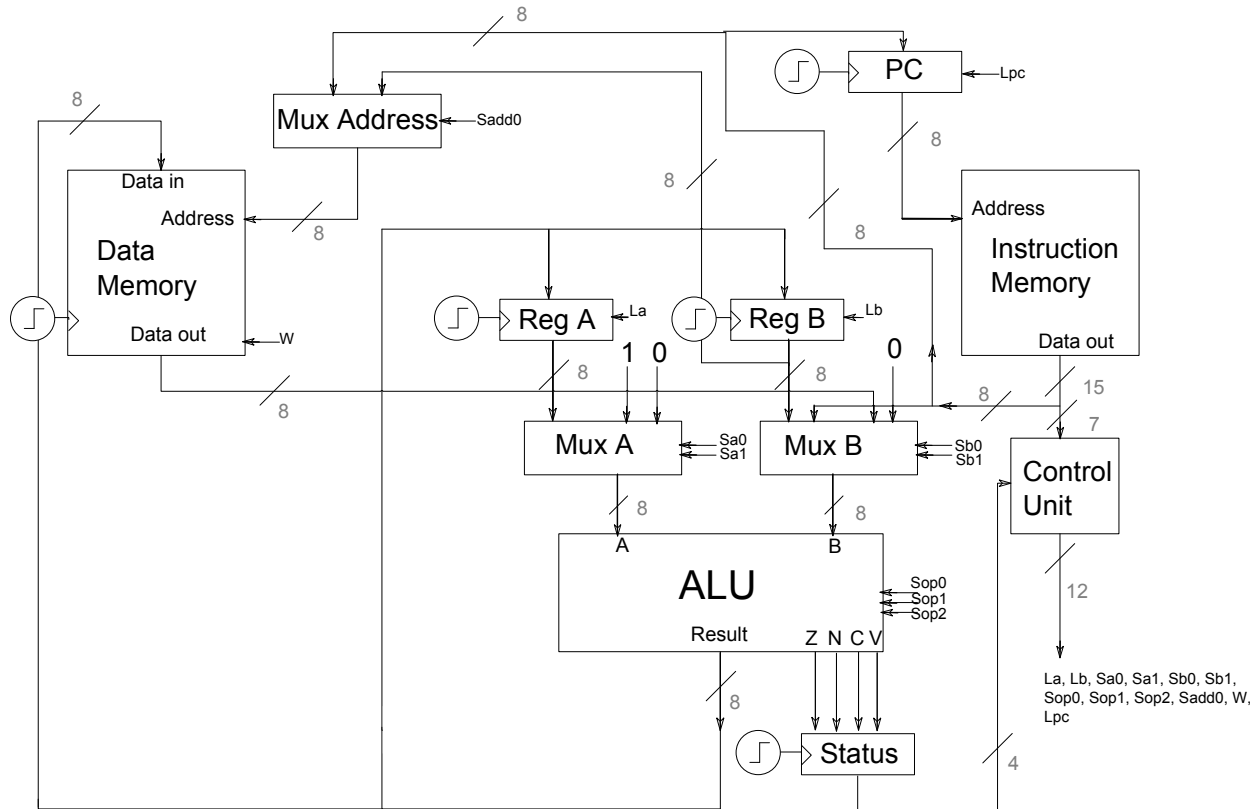 8
PC
Lpc
8
Mux Address
Sadd0
8
8
Data in
Address
8
Data
Memory
Data out
W
8
8
Address
Instruction
Memory
Data out
15
Reg A
La
Reg B
Lb
1 0
0
8
8
8
8
7
Mux A
Sa0
Sa1
Mux B
Sb0
Sb1
Control
Unit
8
8
12
A
B
ALU
Sop0
Sop1
Sop2
Result
Z N C V
8
La, Lb, Sa0, Sa1, Sb0, Sb1,
Sop0, Sop1, Sop2, Sadd0, W,
Lpc
Status
4